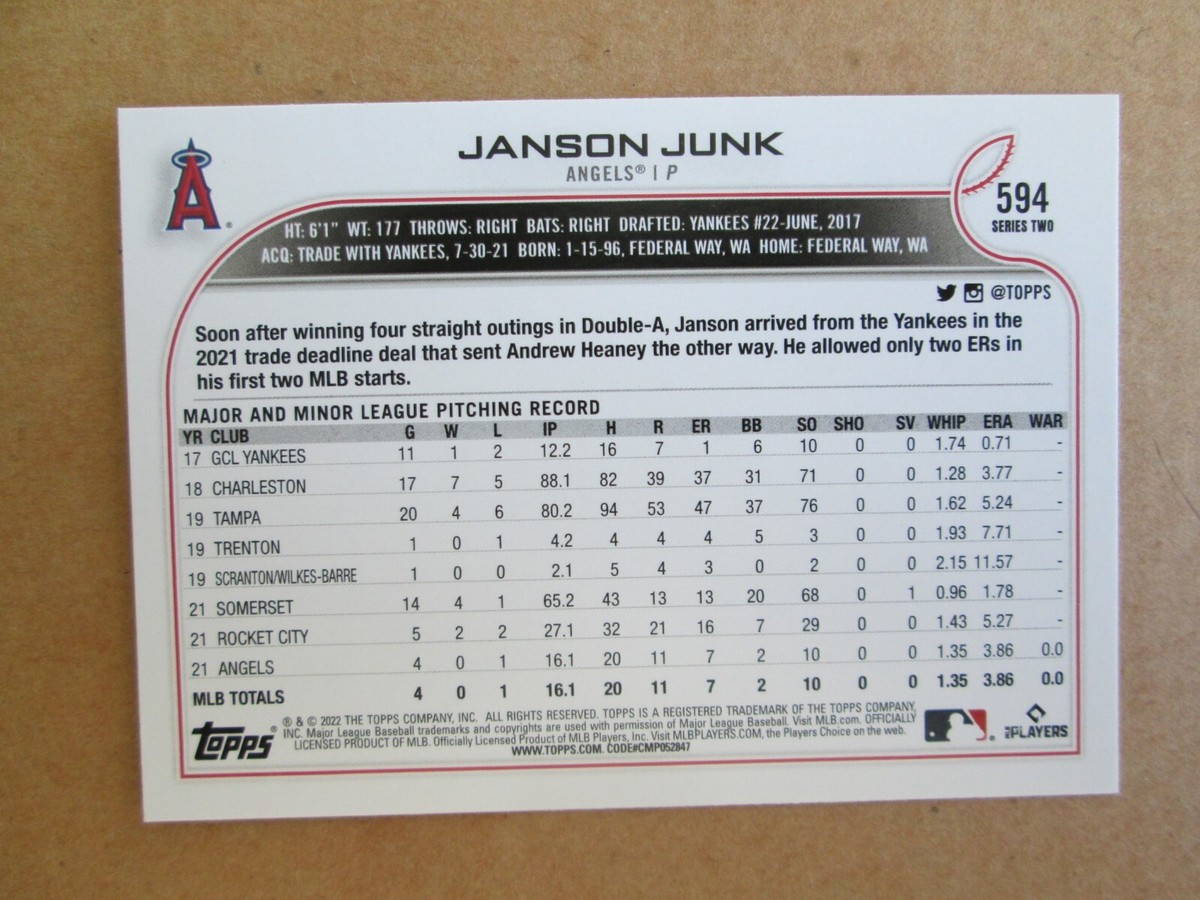 A
JANSON JUNK
ANGELS® | P
594
SERIES TWO
HT: 6'1" WT: 177 THROWS: RIGHT BATS: RIGHT DRAFTED: YANKEES #22-JUNE, 2017
ACQ: TRADE WITH YANKEES, 7-30-21 BORN: 1-15-96, FEDERAL WAY, WA HOME: FEDERAL WAY, WA
@TOPPS
Soon after winning four straight outings in Double-A, Janson arrived from the Yankees in the
2021 trade deadline deal that sent Andrew Heaney the other way. He allowed only two ERs in
his first two MLB starts.
MAJOR AND MINOR LEAGUE PITCHING RECORD
YR CLUB G W L IP H R ER BB SO SHO SV WHIP ERA WAR
17 GCL YANKEES 11 1 2 12.2 16 7 1 6 10 0 0 1.74 0.71 -
18 CHARLESTON 17 7 5 88.1 82 39 37 31 71 0 0 1.28 3.77 -
19 TAMPA 20 4 6 80.2 94 53 47 37 76 0 0 1.62 5.24 -
19 TRENTON 1 0 1 4.2 4 4 4 5 3 0 0 1.93 7.71 -
19 SCRANTON/WILKES-BARRE 1 0 0 2.1 5 4 3 0 2 0 0 2.15 11.57 -
21 SOMERSET 14 4 1 65.2 43 13 13 20 68 0 1 0.96 1.78 -
21 ROCKET CITY 5 2 2 27.1 32 21 16 7 29 0 0 1.43 5.27 -
21 ANGELS 4 0 1 16.1 20 11 7 2 10 0 0 1.35 3.86 0.0
MLB TOTALS 4 0 1 16.1 20 11 7 2 10 0 0 1.35 3.86 0.0
topps®
® & © 2022 THE TOPPS COMPANY, INC. ALL RIGHTS RESERVED. TOPPS IS A REGISTERED TRADEMARK OF THE TOPPS COMPANY,
INC. Major League Baseball trademarks and copyrights are used with permission of Major League Baseball. Visit MLB.com. OFFICIALLY
LICENSED PRODUCT OF MLB. Officially Licensed Product of MLB Players, Inc. Visit MLBPLAYERS.COM, the Players Choice on the web.
WWW.TOPPS.COM. CODE#CMP052847
MLB PLAYERS